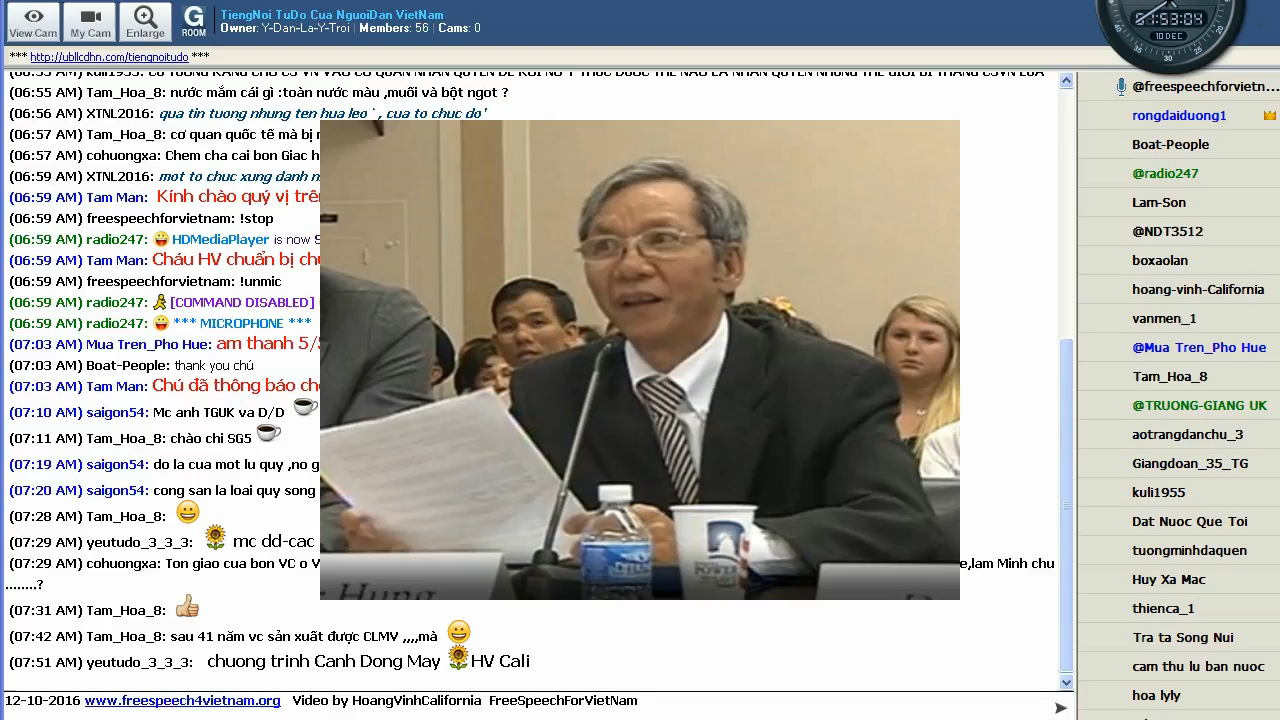 View Cam
My Cam
Enlarge
G
ROOM
TiengNoi TuDo Cua NguoiDan VietNam
Owner: Y-Dan-La-Y-Troi | Members: 56 | Cams: 0
07:53:04
10 DEC
*** http://ubllcdhn.com/tiengnoitudo ***
(06:55 AM) Tam_Hoa_8: nước mắm cái gì :toàn nước màu ,muối và bột ngot ?
(06:56 AM) XTNL2016: qua tin tuong nhung ten hua leo`, cua to chuc do'
(06:57 AM) Tam_Hoa_8: cơ quan quốc tế mà bị
(06:57 AM) cohuongxa: Chem cha cai bon Giac
(06:59 AM) XTNL2016: mot to chuc xung danh
(06:59 AM) Tam Man: Kính chào quý vị trên
(06:59 AM) freespeechforvietnam: !stop
(06:59 AM) radio247: HDMediaPlayer is now
(06:59 AM) Tam Man: Cháu HV chuẩn bị
(06:59 AM) freespeechforvietnam: !unmic
(06:59 AM) radio247: [COMMAND DISABLED]
(06:59 AM) radio247: *** MICROPHONE ***
(07:03 AM) Mua Tren_Pho Hue: am thanh 5/5
(07:03 AM) Boat-People: thank you chú
(07:03 AM) Tam Man: Chú đã thông báo
(07:10 AM) saigon54: Mc anh TGUK va D/D
(07:11 AM) Tam_Hoa_8: chào chi SG5
(07:19 AM) saigon54: do la cua mot lu quy ,no
(07:20 AM) saigon54: cong san la loai quy song
(07:28 AM) Tam_Hoa_8:
(07:29 AM) yeutudo_3_3_3: mc dd-cac
(07:29 AM) cohuongxa: Ton giao cua bon VC o e,lam Minh chu
........?
(07:31 AM) Tam_Hoa_8:
(07:42 AM) Tam_Hoa_8: sau 41 năm vc sản xuất được CLMV ,,,,mà
(07:51 AM) yeutudo_3_3_3: chuong trinh Canh Dong May HV Cali
Hung
POWER
12-10-2016 www.freespeech4vietnam.org Video by HoangVinhCalifornia FreeSpeechForVietNam
@freespeechforvietn...
rongdaiduong1
Boat-People
@radio247
Lam-Son
@NDT3512
boxaolan
hoang-vinh-California
vanmen_1
@Mua Tren_Pho Hue
Tam_Hoa_8
@TRUONG-GIANG UK
aotrangdanchu_3
Giangdoan_35_TG
kuli1955
Dat Nuoc Que Toi
tuongminhdaquen
Huy Xa Mac
thienca_1
Tra ta Song Nui
cam thu lu ban nuoc
hoa lyly